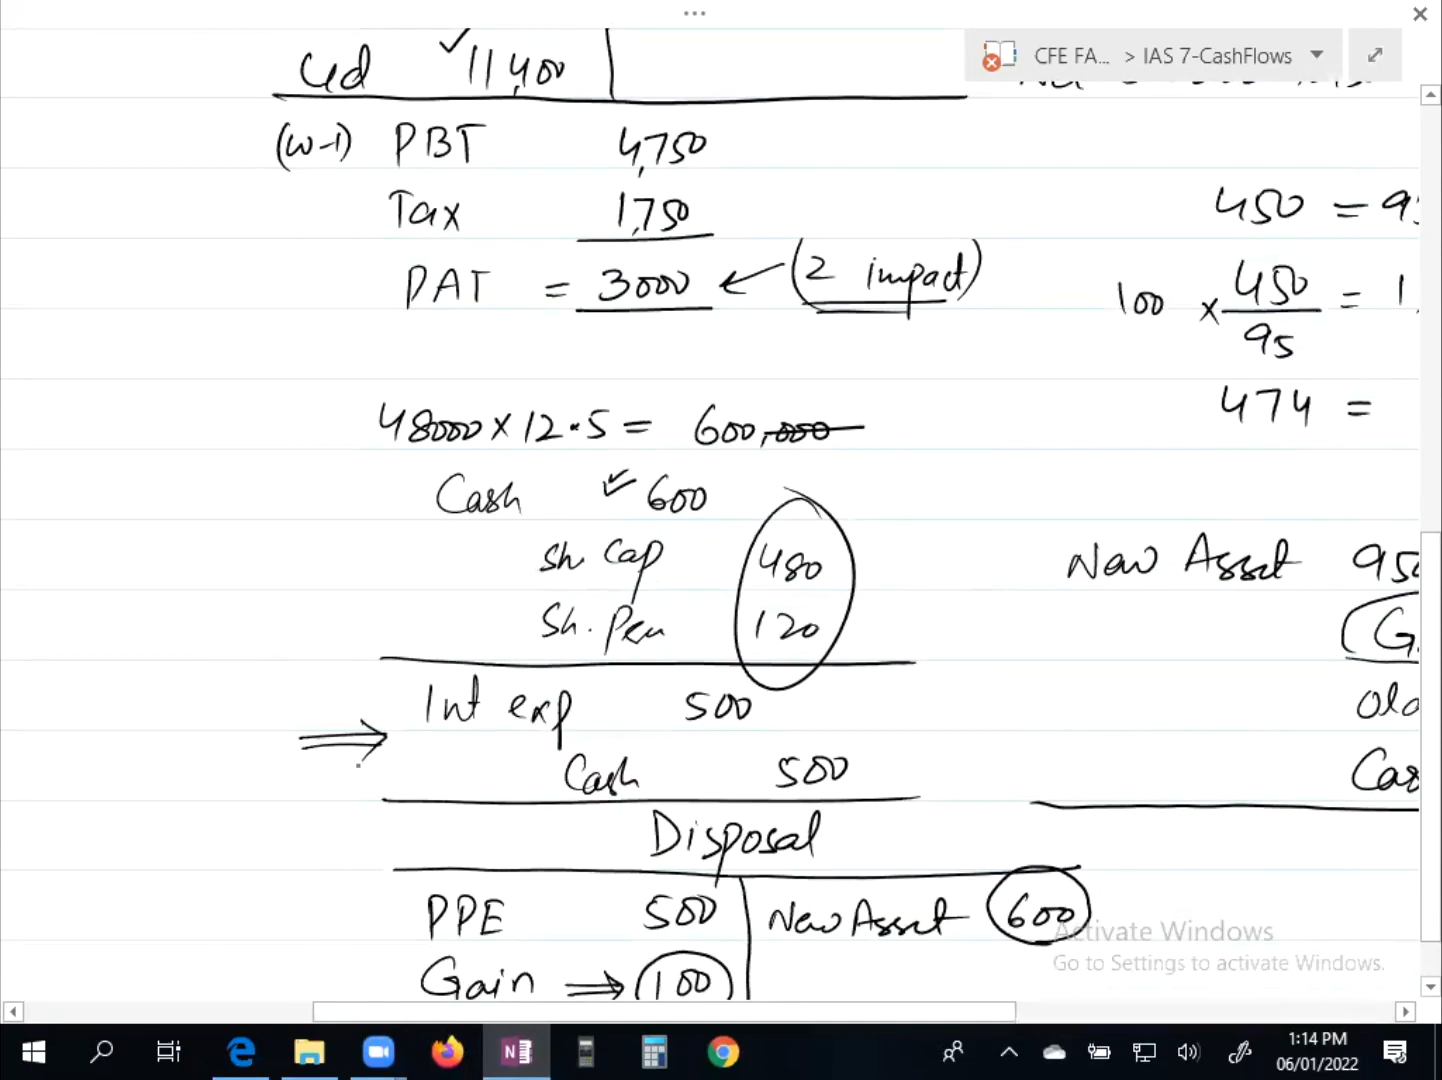 CFE FA... > IAS 7-CashFlows
c/d ✓11,400
(w-1) PBT 4,750
Tax 1,750
PAT = 3000 ← (2 impact)
48000 × 12.5 = 600,000
Cash ✓ 600
Sh. Cap 480
Sh. Pem 120
Int exp 500
⇒
Cash 500
Disposal
PPE 500 New Asset 600
Gain ⇒ 100
450 =
100 × 450/95 =
474 =
New Asset
Activate Windows
Go to Settings to activate Windows.
1:14 PM
06/01/2022